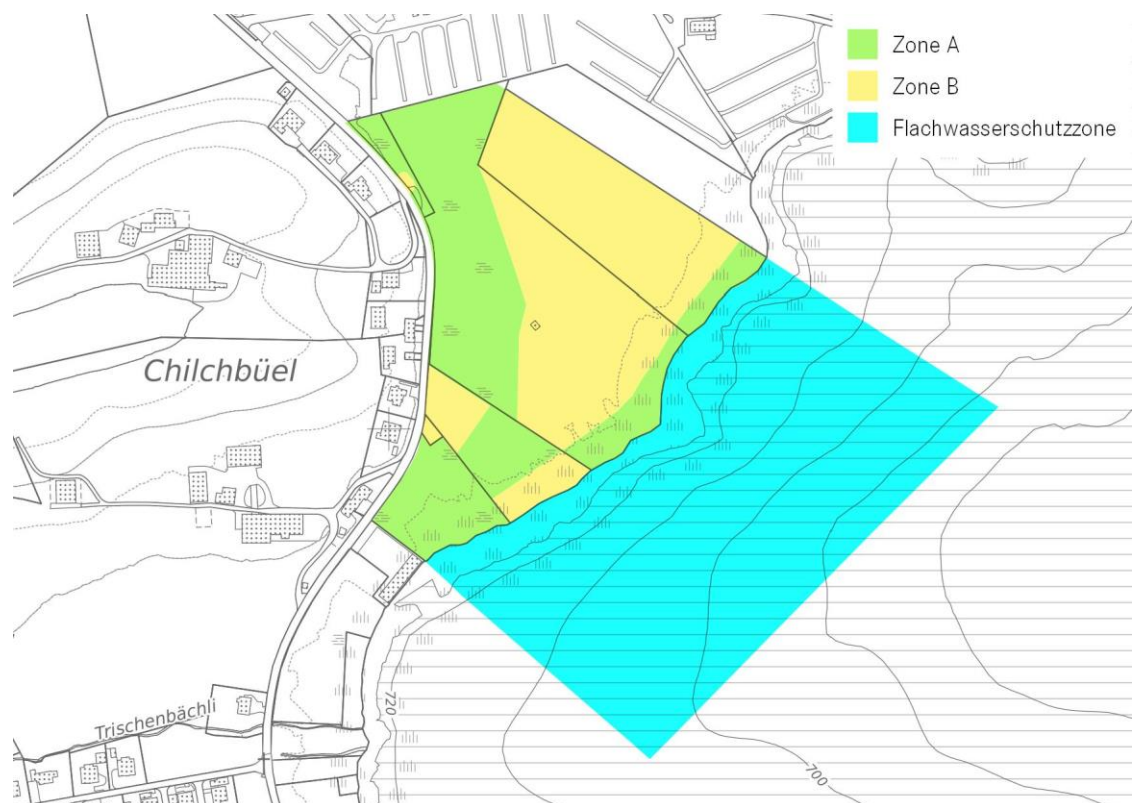 Zone A
Zone B
Flachwasserschutzzone
Chilchbüel
Trischenbächli
720
700